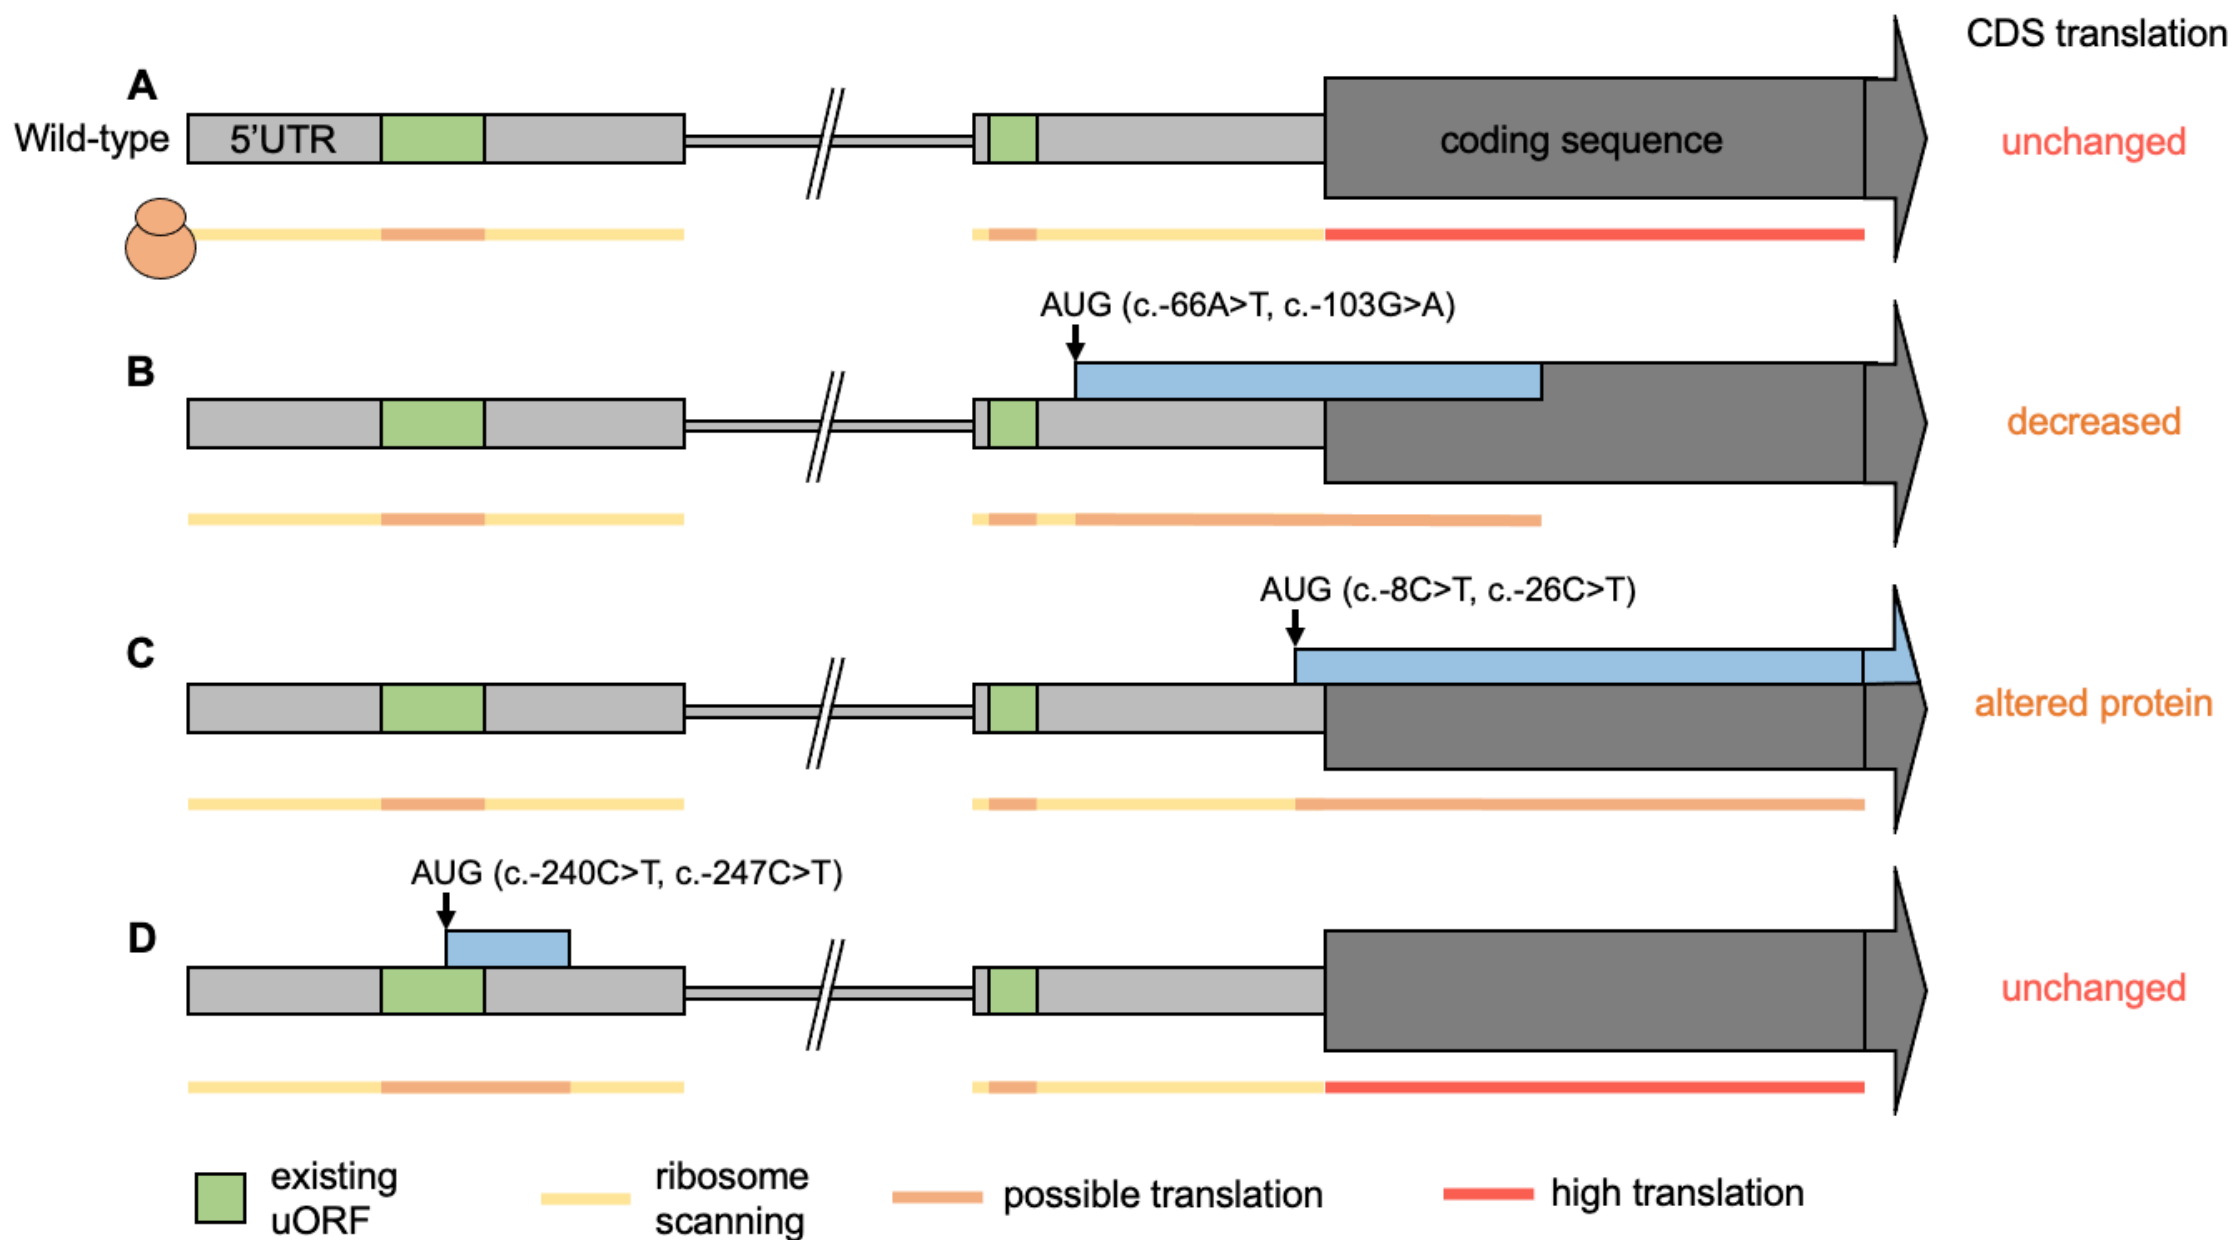 CDS translation
A
Wild-type
5’UTR
coding sequence
unchanged
AUG (c.-66A>T, c.-103G>A)
B
decreased
AUG (c.-8C>T, c.-26C>T)
C
altered protein
AUG (c.-240C>T, c.-247C>T)
D
unchanged
existing
uORF
ribosome
scanning
possible translation
high translation